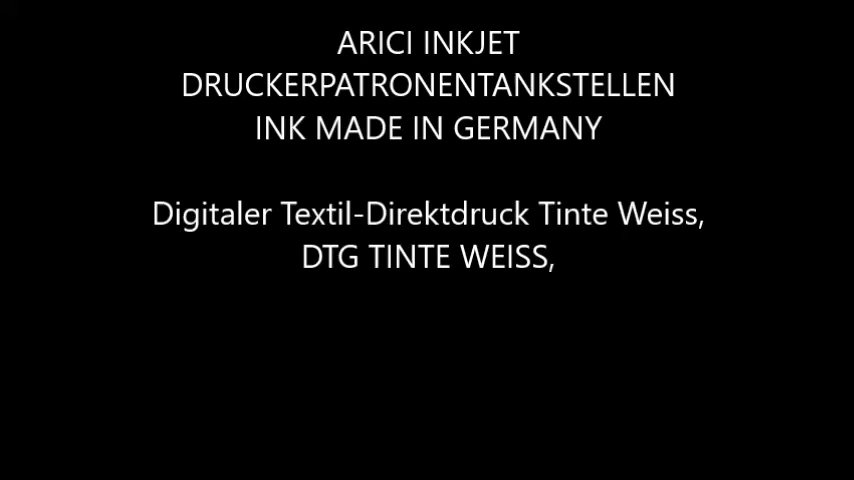 ARICI INKJET
DRUCKERPATRONENTANKSTELLEN
INK MADE IN GERMANY
Digitaler Textil-Direktdruck Tinte Weiss,
DTG TINTE WEISS,